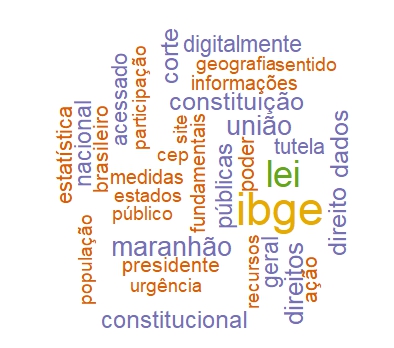 digitalmente
corte
geografia
sentido
participação
acessado
informações
constituição
nacional
brasileiro
estatística
site
união
cep
fundamentais
tutela
dados
poder
lei
medidas
públicas
estados
público
ibge
direito
população
maranhão
presidente
geral
direitos
ação
recursos
urgência
constitucional